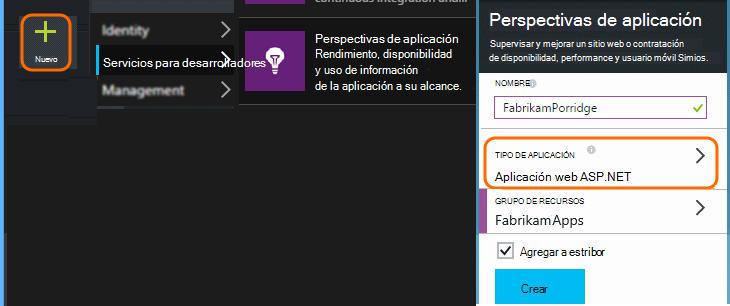 Nuevo
Identity
Servicios para desarrolladores
Management
continuous integration and...
Perspectivas de aplicación
Rendimiento, disponibilidad
y uso de información
de la aplicación a su alcance.
Perspectivas de aplicación
Supervisar y mejorar un sitio web o contratación
de disponibilidad, performance y usuario móvil Simios.
NOMBRE
FabrikamPorridge
TIPO DE APLICACIÓN
Aplicación web ASP.NET
GRUPO DE RECURSOS
FabrikamApps
Agregar a estribor
Crear